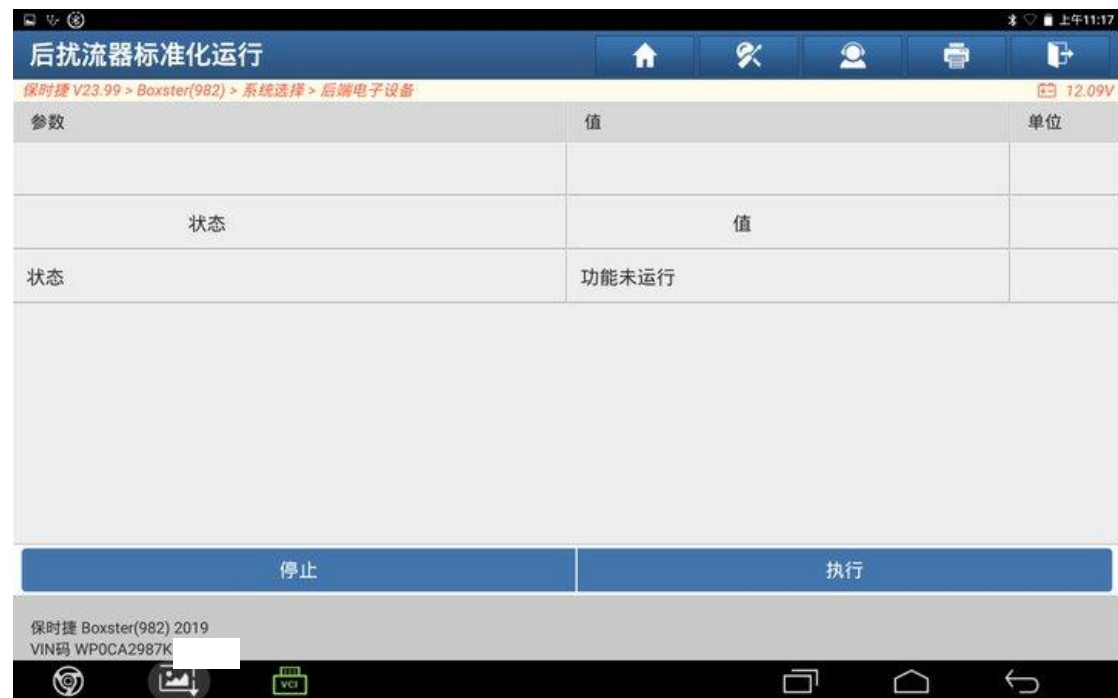 上午11:17
后扰流器标准化运行
保时捷 V23.99 > Boxster(982) > 系统选择 > 后端电子设备
12.09V
参数 值 单位
状态 值
状态 功能未运行
停止 执行
保时捷 Boxster(982) 2019
VIN码 WP0CA2987K
VCI